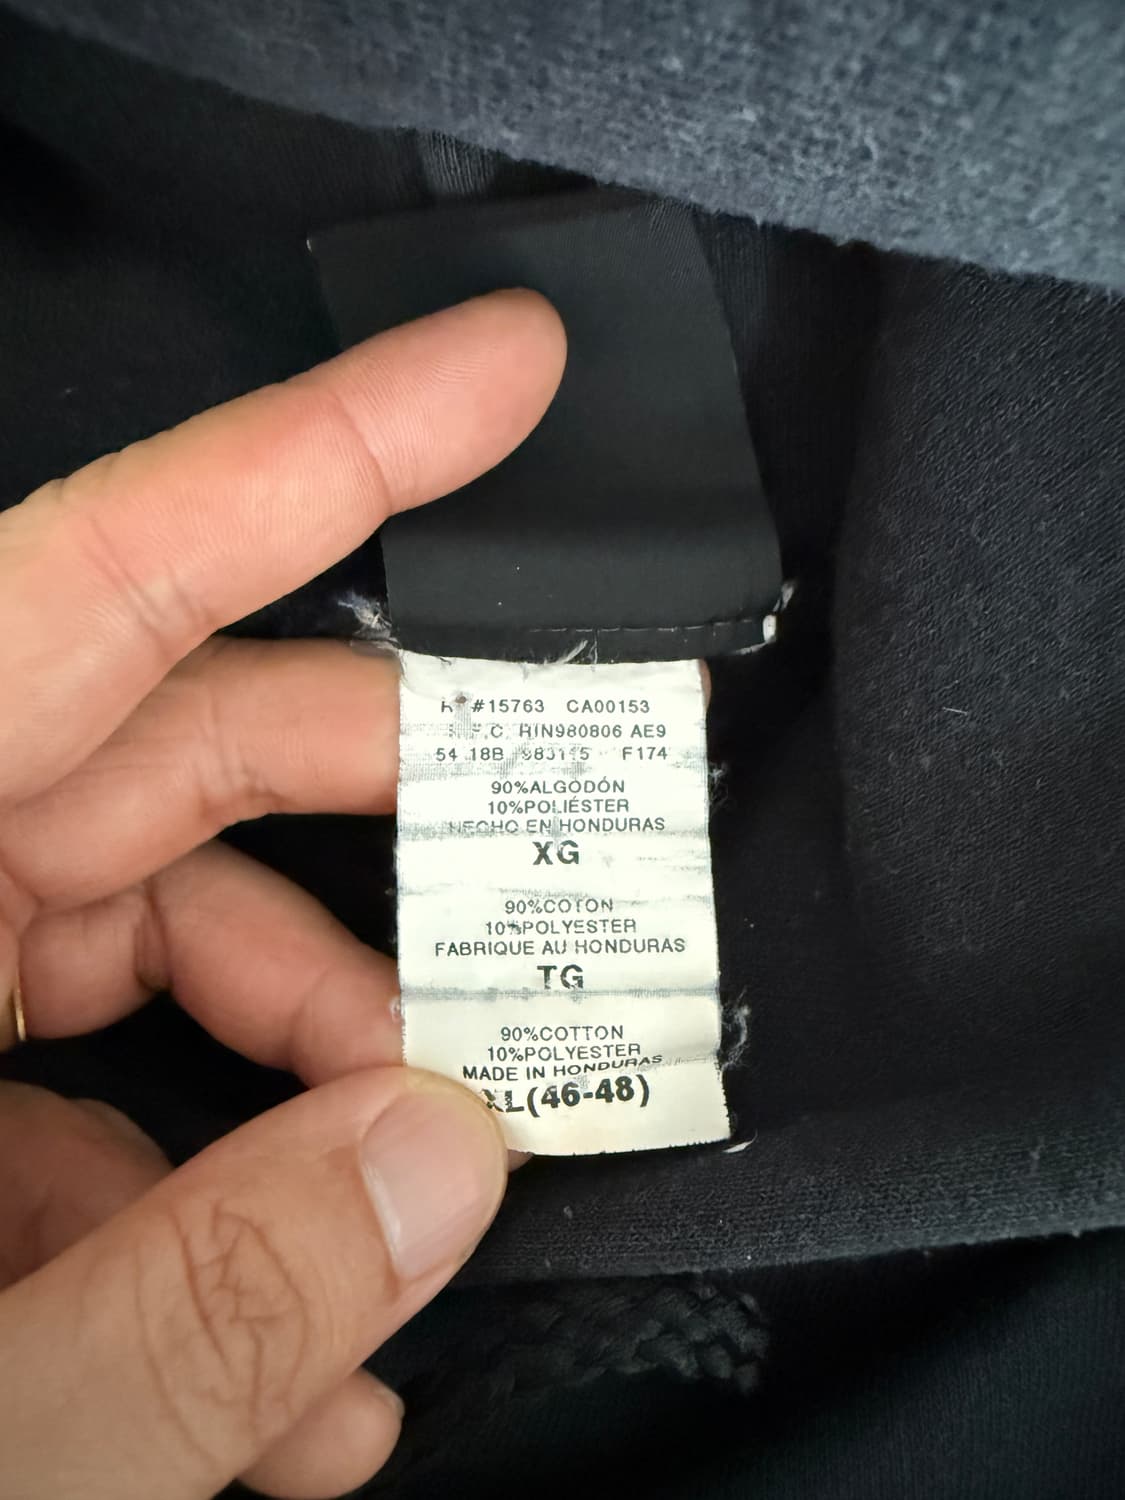 #15763 CA00153
RIN980806 AE9
54 18B F174
90%ALGODÓN
10%POLIÉSTER
HECHO EN HONDURAS
XG
90%COTON
10%POLYESTER
FABRIQUE AU HONDURAS
TG
90%COTTON
10%POLYESTER
MADE IN HONDURAS
XL(46-48)